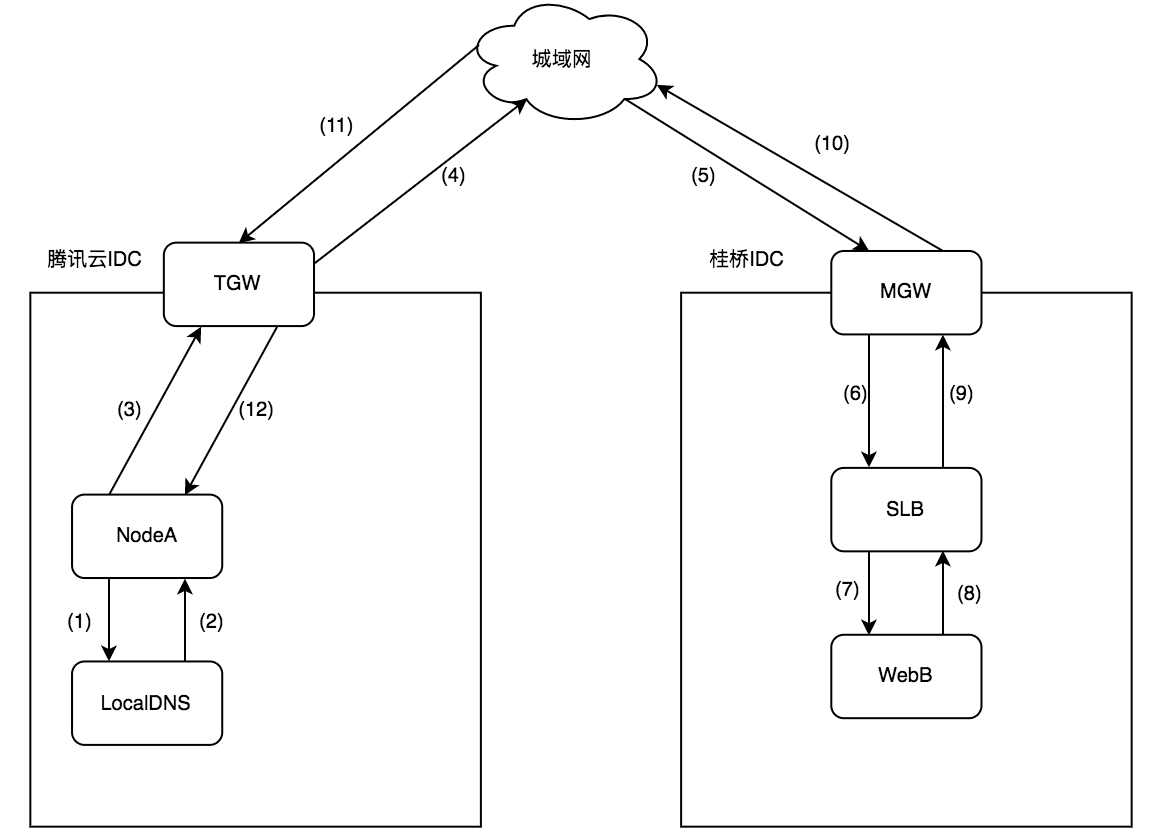 城域网
(11)
(10)
(4)
(5)
腾讯云IDC
TGW
桂桥IDC
MGW
(3)
(12)
(6)
(9)
NodeA
SLB
(1)
(2)
(7)
(8)
LocalDNS
WebB